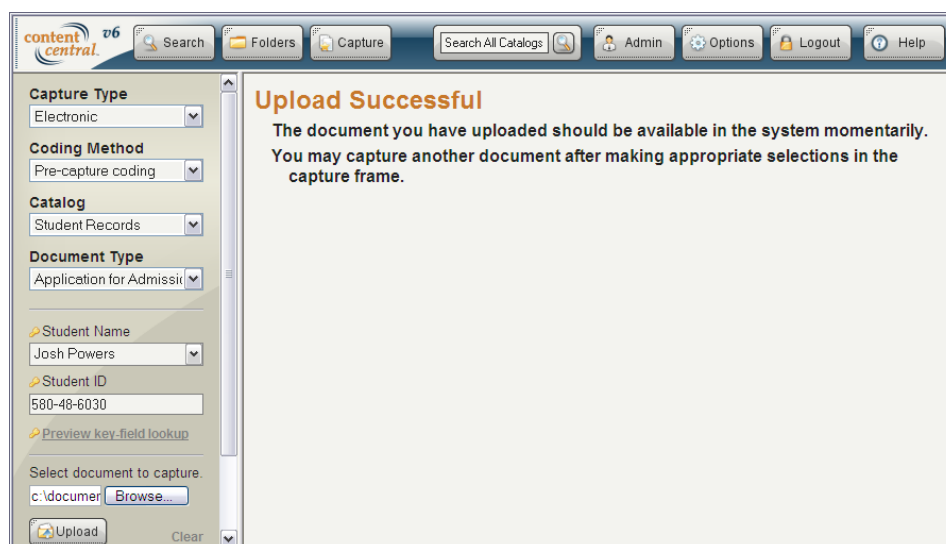 content central v6
Search
Folders
Capture
Search All Catalogs
Admin
Options
Logout
Help
Capture Type
Electronic
Coding Method
Pre-capture coding
Catalog
Student Records
Document Type
Application for Admissi
Student Name
Josh Powers
Student ID
580-48-6030
Preview key-field lookup
Select document to capture.
c:\documer
Browse...
Upload
Clear
Upload Successful
The document you have uploaded should be available in the system momentarily.
You may capture another document after making appropriate selections in the
capture frame.